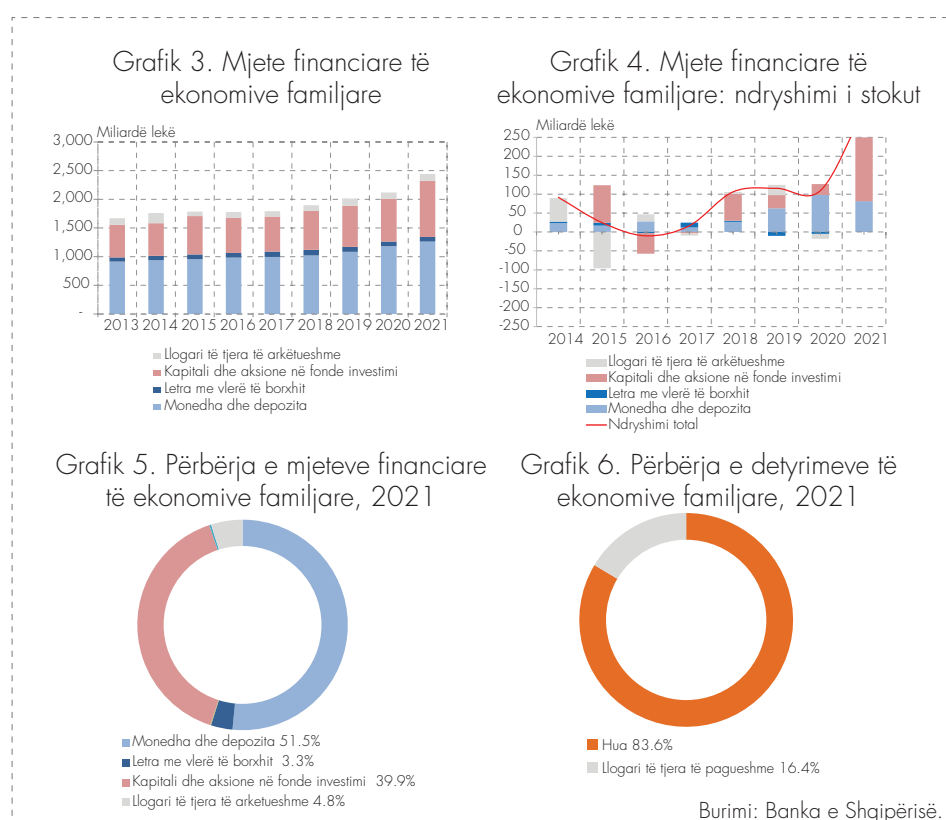 Grafik 3. Mjete financiare të
ekonomive familjare
Miliardë lekë
3,000
2,500
2,000
1,500
1,000
500
-
2013 2014 2015 2016 2017 2018 2019 2020 2021
Llogari të tjera të arkëtueshme
Kapitali dhe aksione në fonde investimi
Letra me vlerë të borxhit
Monedha dhe depozita
Grafik 4. Mjete financiare të
ekonomive familjare: ndryshimi i stokut
Miliardë lekë
250
200
150
100
50
0
-50
-100
-150
-200
-250
2014 2015 2016 2017 2018 2019 2020 2021
Llogari të tjera të arkëtueshme
Kapitali dhe aksione në fonde investimi
Letra me vlerë të borxhit
Monedha dhe depozita
Ndryshimi total
Grafik 5. Përbërja e mjeteve financiare
të ekonomive familjare, 2021
Monedha dhe depozita 51.5%
Letra me vlerë të borxhit 3.3%
Kapitali dhe aksione në fonde investimi 39.9%
Llogari të tjera të arketueshme 4.8%
Grafik 6. Përbërja e detyrimeve të
ekonomive familjare, 2021
Hua 83.6%
Llogari të tjera të pagueshme 16.4%
Burimi: Banka e Shqipërisë.